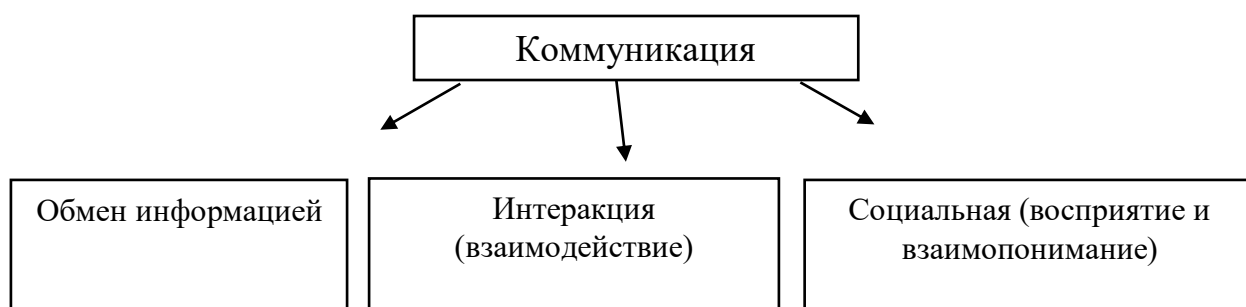 Коммуникация
Обмен информацией
Интеракция
(взаимодействие)
Социальная (восприятие и
взаимопонимание)